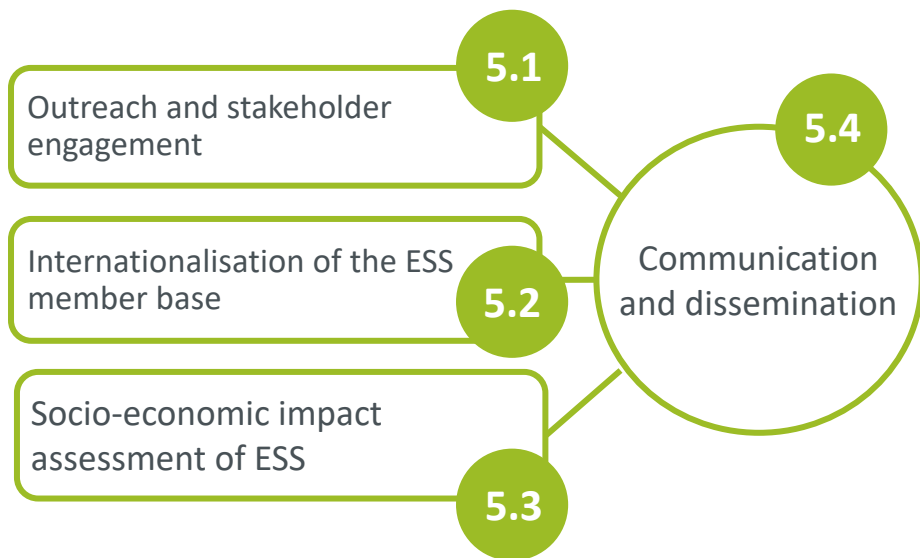 5.1
Outreach and stakeholder
engagement
5.2
Internationalisation of the ESS
member base
5.3
Socio-economic impact
assessment of ESS
5.4
Communication
and dissemination